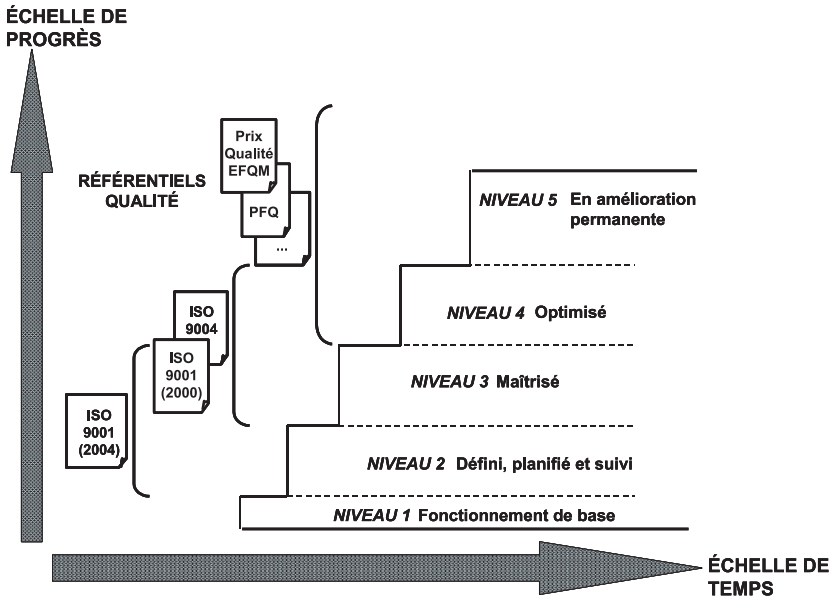 ÉCHELLE DE
PROGRÈS
RÉFÉRENTIELS
QUALITÉ
Prix
Qualité
EFQM
PFQ
...
ISO
9004
ISO
9001
(2000)
ISO
9001
(2004)
NIVEAU 5 En amélioration
permanente
NIVEAU 4 Optimisé
NIVEAU 3 Maîtrisé
NIVEAU 2 Défini, planifié et suivi
NIVEAU 1 Fonctionnement de base
ÉCHELLE DE
TEMPS